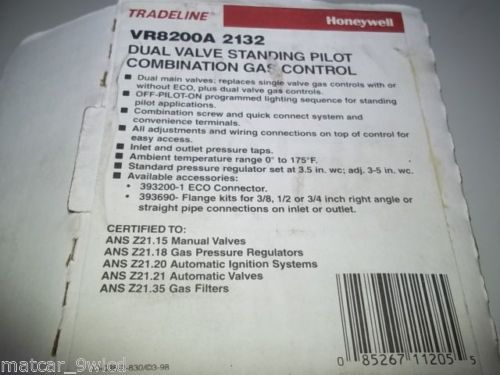 TRADELINE®
Honeywell
VR8200A 2132
DUAL VALVE STANDING PILOT
COMBINATION GAS CONTROL
• Dual main valves; replaces single valve gas controls with or
without ECO, plus dual valve gas controls.
• OFF-PILOT-ON programmed lighting sequence for standing
pilot applications.
• Combination screw and quick connect system and
convenience terminals.
• All adjustments and wiring connections on top of control for
easy access.
• Inlet and outlet pressure taps.
• Ambient temperature range 0° to 175°F.
• Standard pressure regulator set at 3.5 in. wc; adj. 3-5 in. wc.
• Available accessories:
• 393200-1 ECO Connector.
• 393690- Flange kits for 3/8, 1/2 or 3/4 inch right angle or
straight pipe connections on inlet or outlet.
CERTIFIED TO:
ANS Z21.15 Manual Valves
ANS Z21.18 Gas Pressure Regulators
ANS Z21.20 Automatic Ignition Systems
ANS Z21.21 Automatic Valves
ANS Z21.35 Gas Filters
-830/03-98
0 85267 11205 5
matcar_9wicd